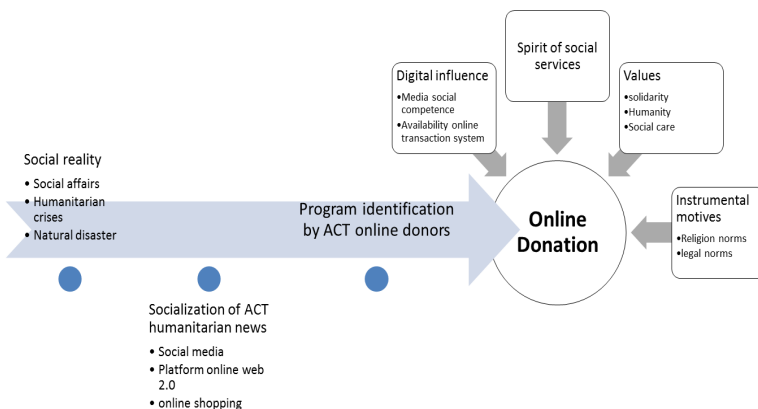 Social reality
• Social affairs
• Humanitarian
crises
• Natural disaster
Socialization of ACT
humanitarian news
• Social media
• Platform online web
2.0
• online shopping
Program identification
by ACT online donors
Digital influence
•Media social
competence
•Availability online
transaction system
Spirit of social
services
Values
•solidarity
•Humanity
•Social care
Instrumental
motives
•Religion norms
•legal norms
Online
Donation